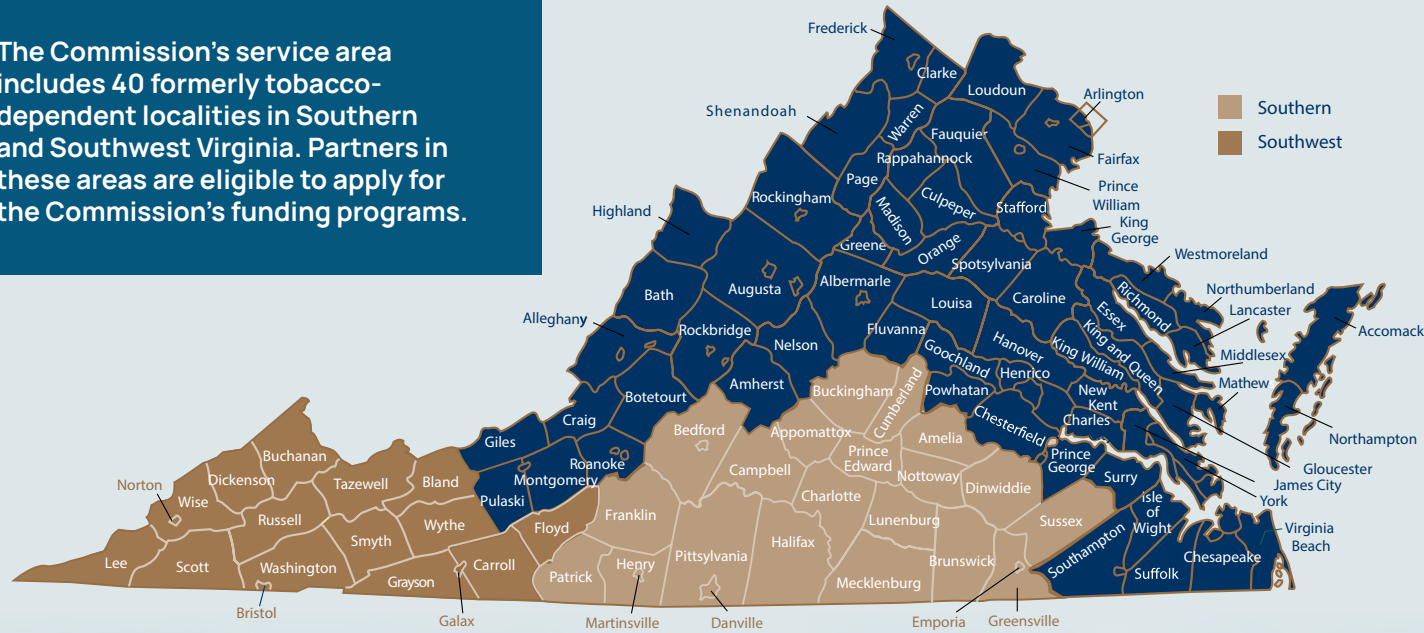 The Commission's service area
includes 40 formerly tobacco-
dependent localities in Southern
and Southwest Virginia. Partners in
these areas are eligible to apply for
the Commission's funding programs.
Southern
Southwest
Frederick
Clarke
Loudoun
Arlington
Shenandoah
Warren
Fauquier
Fairfax
Rappahannock
Prince
William
Page
Rockingham
Culpeper
Stafford
King
George
Highland
Madison
Greene
Orange
Spotsylvania
Westmoreland
Bath
Augusta
Albermarle
Louisa
Caroline
Richmond
Northumberland
Essex
Lancaster
Alleghany
Rockbridge
Nelson
Fluvanna
Goochland
Hanover
King William
King and Queen
Accomack
Middlesex
Henrico
Amherst
Buckingham
Cumberland
Powhatan
New
Kent
Mathew
Botetourt
Charles
Craig
Chesterfield
Giles
Bedford
Appomattox
Amelia
Northampton
Prince
Edward
Prince
George
Gloucester
James City
York
Roanoke
Montgomery
Campbell
Nottoway
Dinwiddie
Surry
Buchanan
Dickenson
Tazewell
Bland
Pulaski
Norton
Wise
Charlotte
Isle
of
Wight
Russell
Wythe
Floyd
Franklin
Lunenburg
Sussex
Virginia
Beach
Smyth
Halifax
Pittsylvania
Southampton
Chesapeake
Lee
Scott
Washington
Grayson
Carroll
Patrick
Henry
Mecklenburg
Brunswick
Suffolk
Bristol
Galax
Martinsville
Danville
Emporia
Greensville